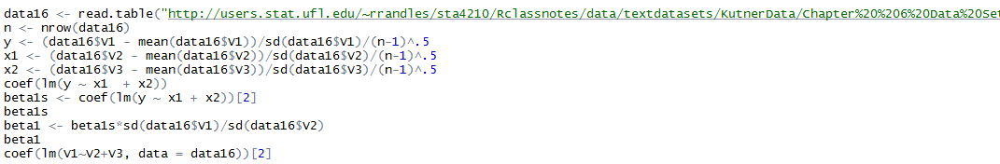 data16 <- read.table("http://users.stat.ufl.edu/~rrandles/sta4210/Rclassnotes/data/textdatasets/KutnerData/Chapter%20%206%20Data%20Set
n <- nrow(data16)
y <- (data16$V1 - mean(data16$V1))/sd(data16$V1)/(n-1)^.5
x1 <- (data16$V2 - mean(data16$V2))/sd(data16$V2)/(n-1)^.5
x2 <- (data16$V3 - mean(data16$V3))/sd(data16$V3)/(n-1)^.5
coef(lm(y ~ x1  + x2))
beta1s <- coef(lm(y ~ x1 + x2))[2]
beta1s
beta1 <- beta1s*sd(data16$V1)/sd(data16$V2)
beta1
coef(lm(V1~V2+V3, data = data16))[2]